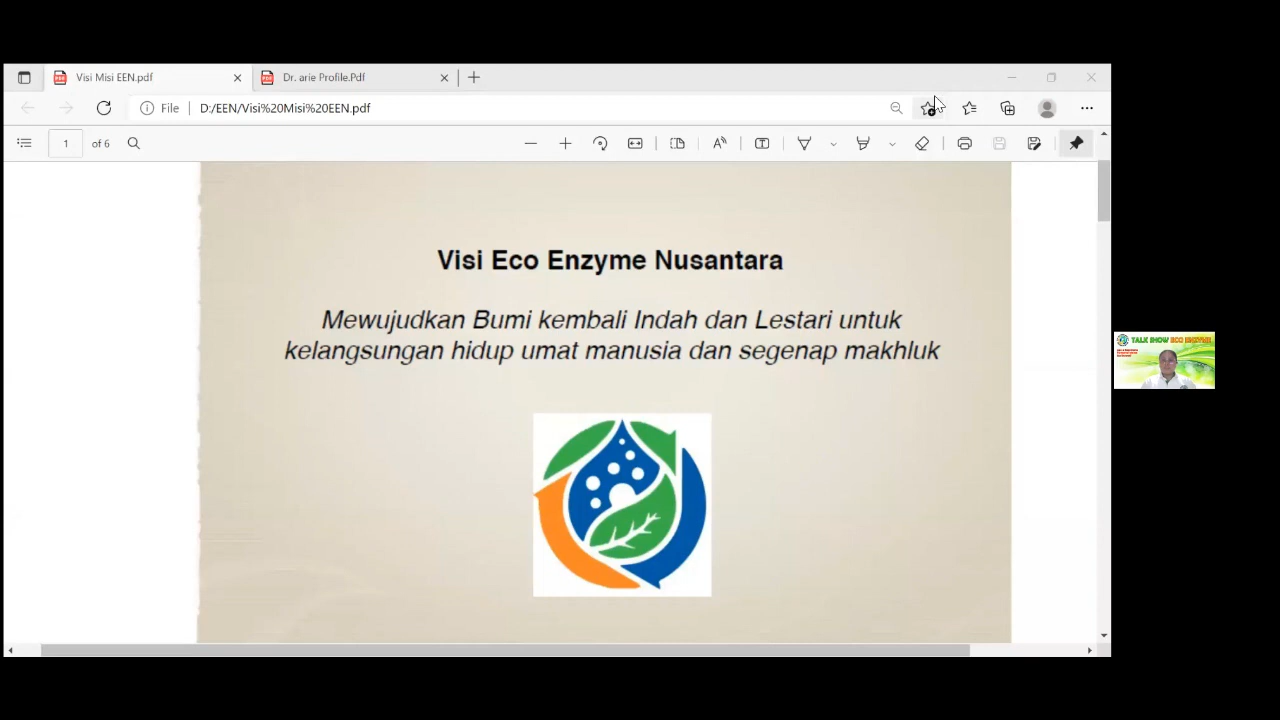 Visi Misi EEN.pdf
Dr. arie Profile.Pdf
File
D:/EEN/Visi%20Misi%20EEN.pdf
1
of 6
Visi Eco Enzyme Nusantara
Mewujudkan Bumi kembali Indah dan Lestari untuk
kelangsungan hidup umat manusia dan segenap makhluk
TALK SHOW ECO ENZYME